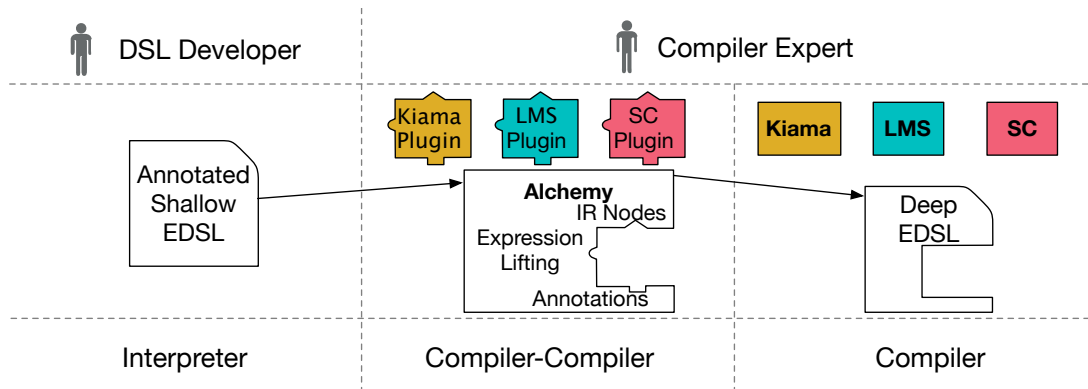 DSL Developer
Compiler Expert
Kiama
Plugin
LMS
Plugin
SC
Plugin
Kiama
LMS
SC
Annotated
Shallow
EDSL
Alchemy
IR Nodes
Expression
Lifting
Annotations
Deep
EDSL
Interpreter
Compiler-Compiler
Compiler